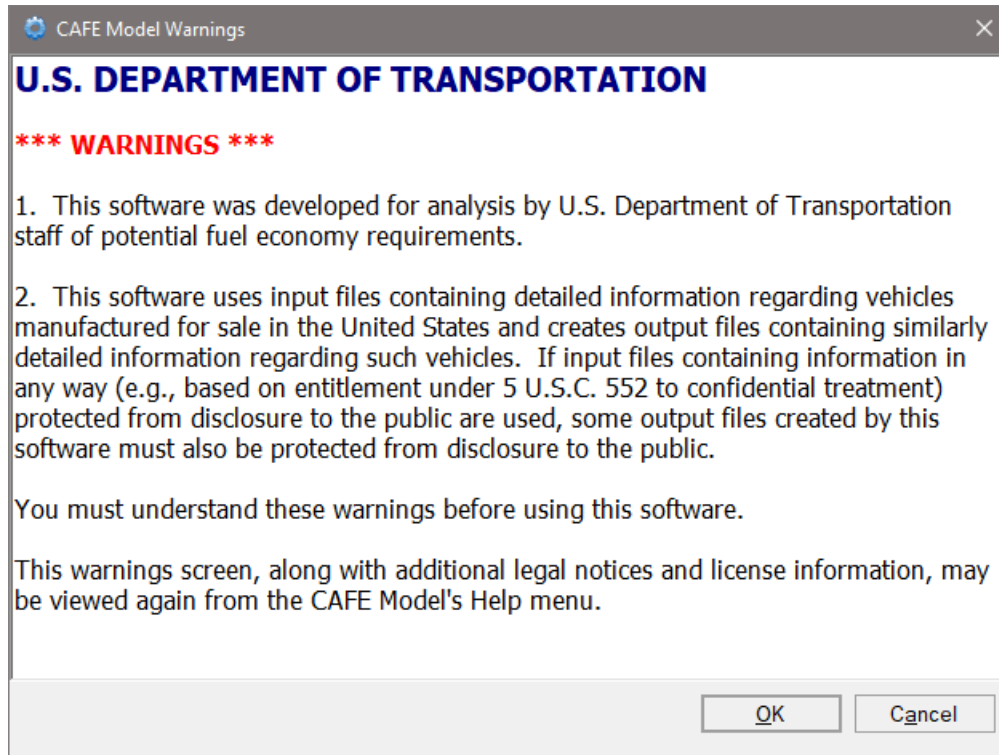 CAFE Model Warnings
U.S. DEPARTMENT OF TRANSPORTATION
*** WARNINGS ***
1.  This software was developed for analysis by U.S. Department of Transportation
staff of potential fuel economy requirements.
2.  This software uses input files containing detailed information regarding vehicles
manufactured for sale in the United States and creates output files containing similarly
detailed information regarding such vehicles.  If input files containing information in
any way (e.g., based on entitlement under 5 U.S.C. 552 to confidential treatment)
protected from disclosure to the public are used, some output files created by this
software must also be protected from disclosure to the public.
You must understand these warnings before using this software.
This warnings screen, along with additional legal notices and license information, may
be viewed again from the CAFE Model's Help menu.
OK Cancel